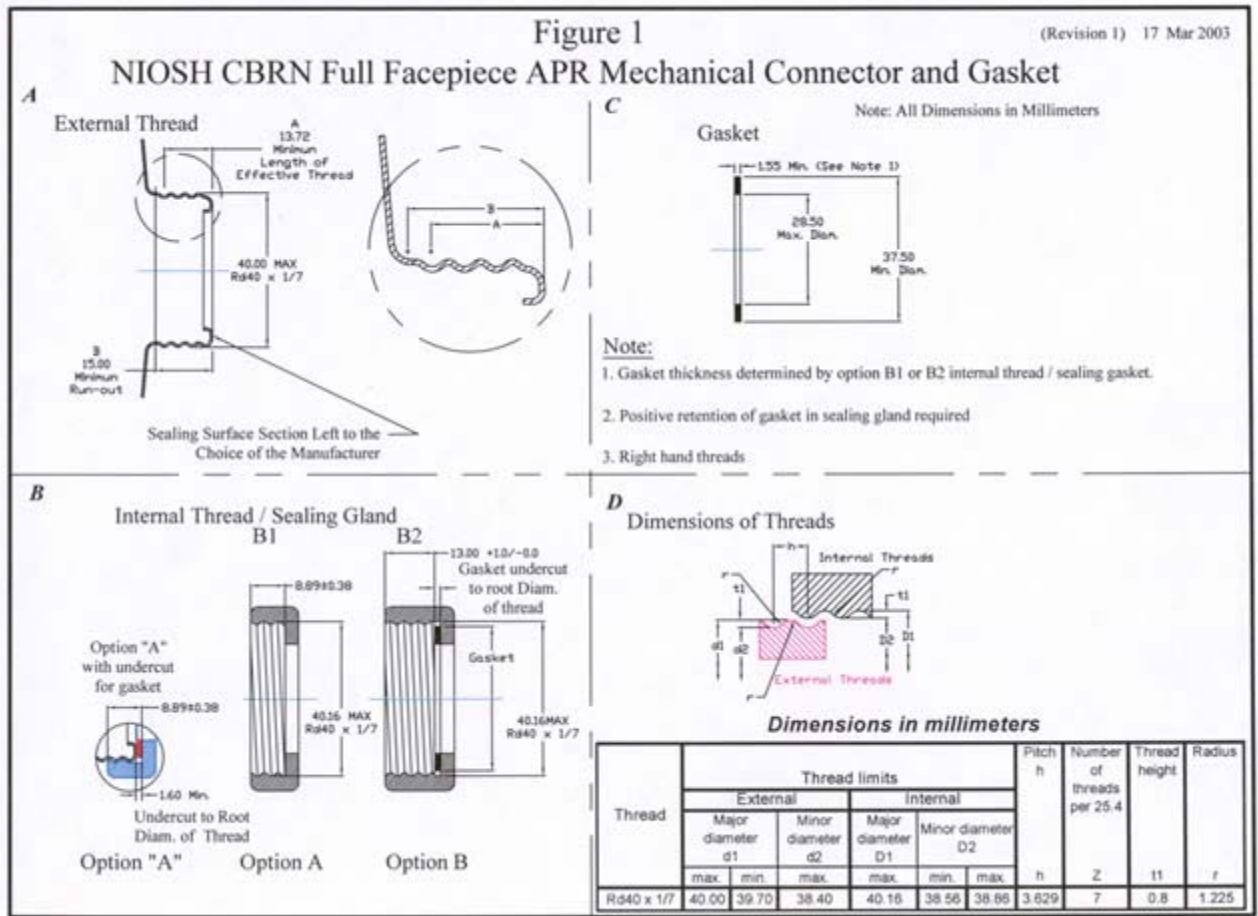 Figure 1
(Revision 1) 17 Mar 2003
NIOSH CBRN Full Facepiece APR Mechanical Connector and Gasket
A
External Thread
A
13.72
Minimun
Length of
Effective Thread
B
A
40.00 MAX
Rd40 x 1/7
B
15.00
Minimun
Run-out
Sealing Surface Section Left to the
Choice of the Manufacturer
C
Note: All Dimensions in Millimeters
Gasket
1.55 Min. (See Note 1)
28.50
Max. Diam.
37.50
Min. Diam.
Note:
1. Gasket thickness determined by option B1 or B2 internal thread / sealing gasket.
2. Positive retention of gasket in sealing gland required
3. Right hand threads
B
Internal Thread / Sealing Gland
B1
B2
8.89±0.38
13.00 +1.0/-0.0
Gasket undercut
to root Diam.
of thread
Option "A"
with undercut
for gasket
8.89±0.38
Gasket
40.16 MAX
Rd40 x 1/7
40.16MAX
Rd40 x 1/7
1.60 Min.
Undercut to Root
Diam. of Thread
Option "A"
Option A
Option B
D
Dimensions of Threads
h
Internal Threads
r
r
t1
t1
d1
d2
D2
D1
External Threads
r
Dimensions in millimeters
Thread
Thread limits
Pitch
h
Number
of
threads
per 25.4
Thread
height
Radius
External
Internal
Major
diameter
d1
Minor
diameter
d2
Major
diameter
D1
Minor diameter
D2
max. min. max. max. min. max. h Z t1 r
Rd40 x 1/7 40.00 39.70 38.40 40.16 38.56 38.86 3.629 7 0.8 1.225